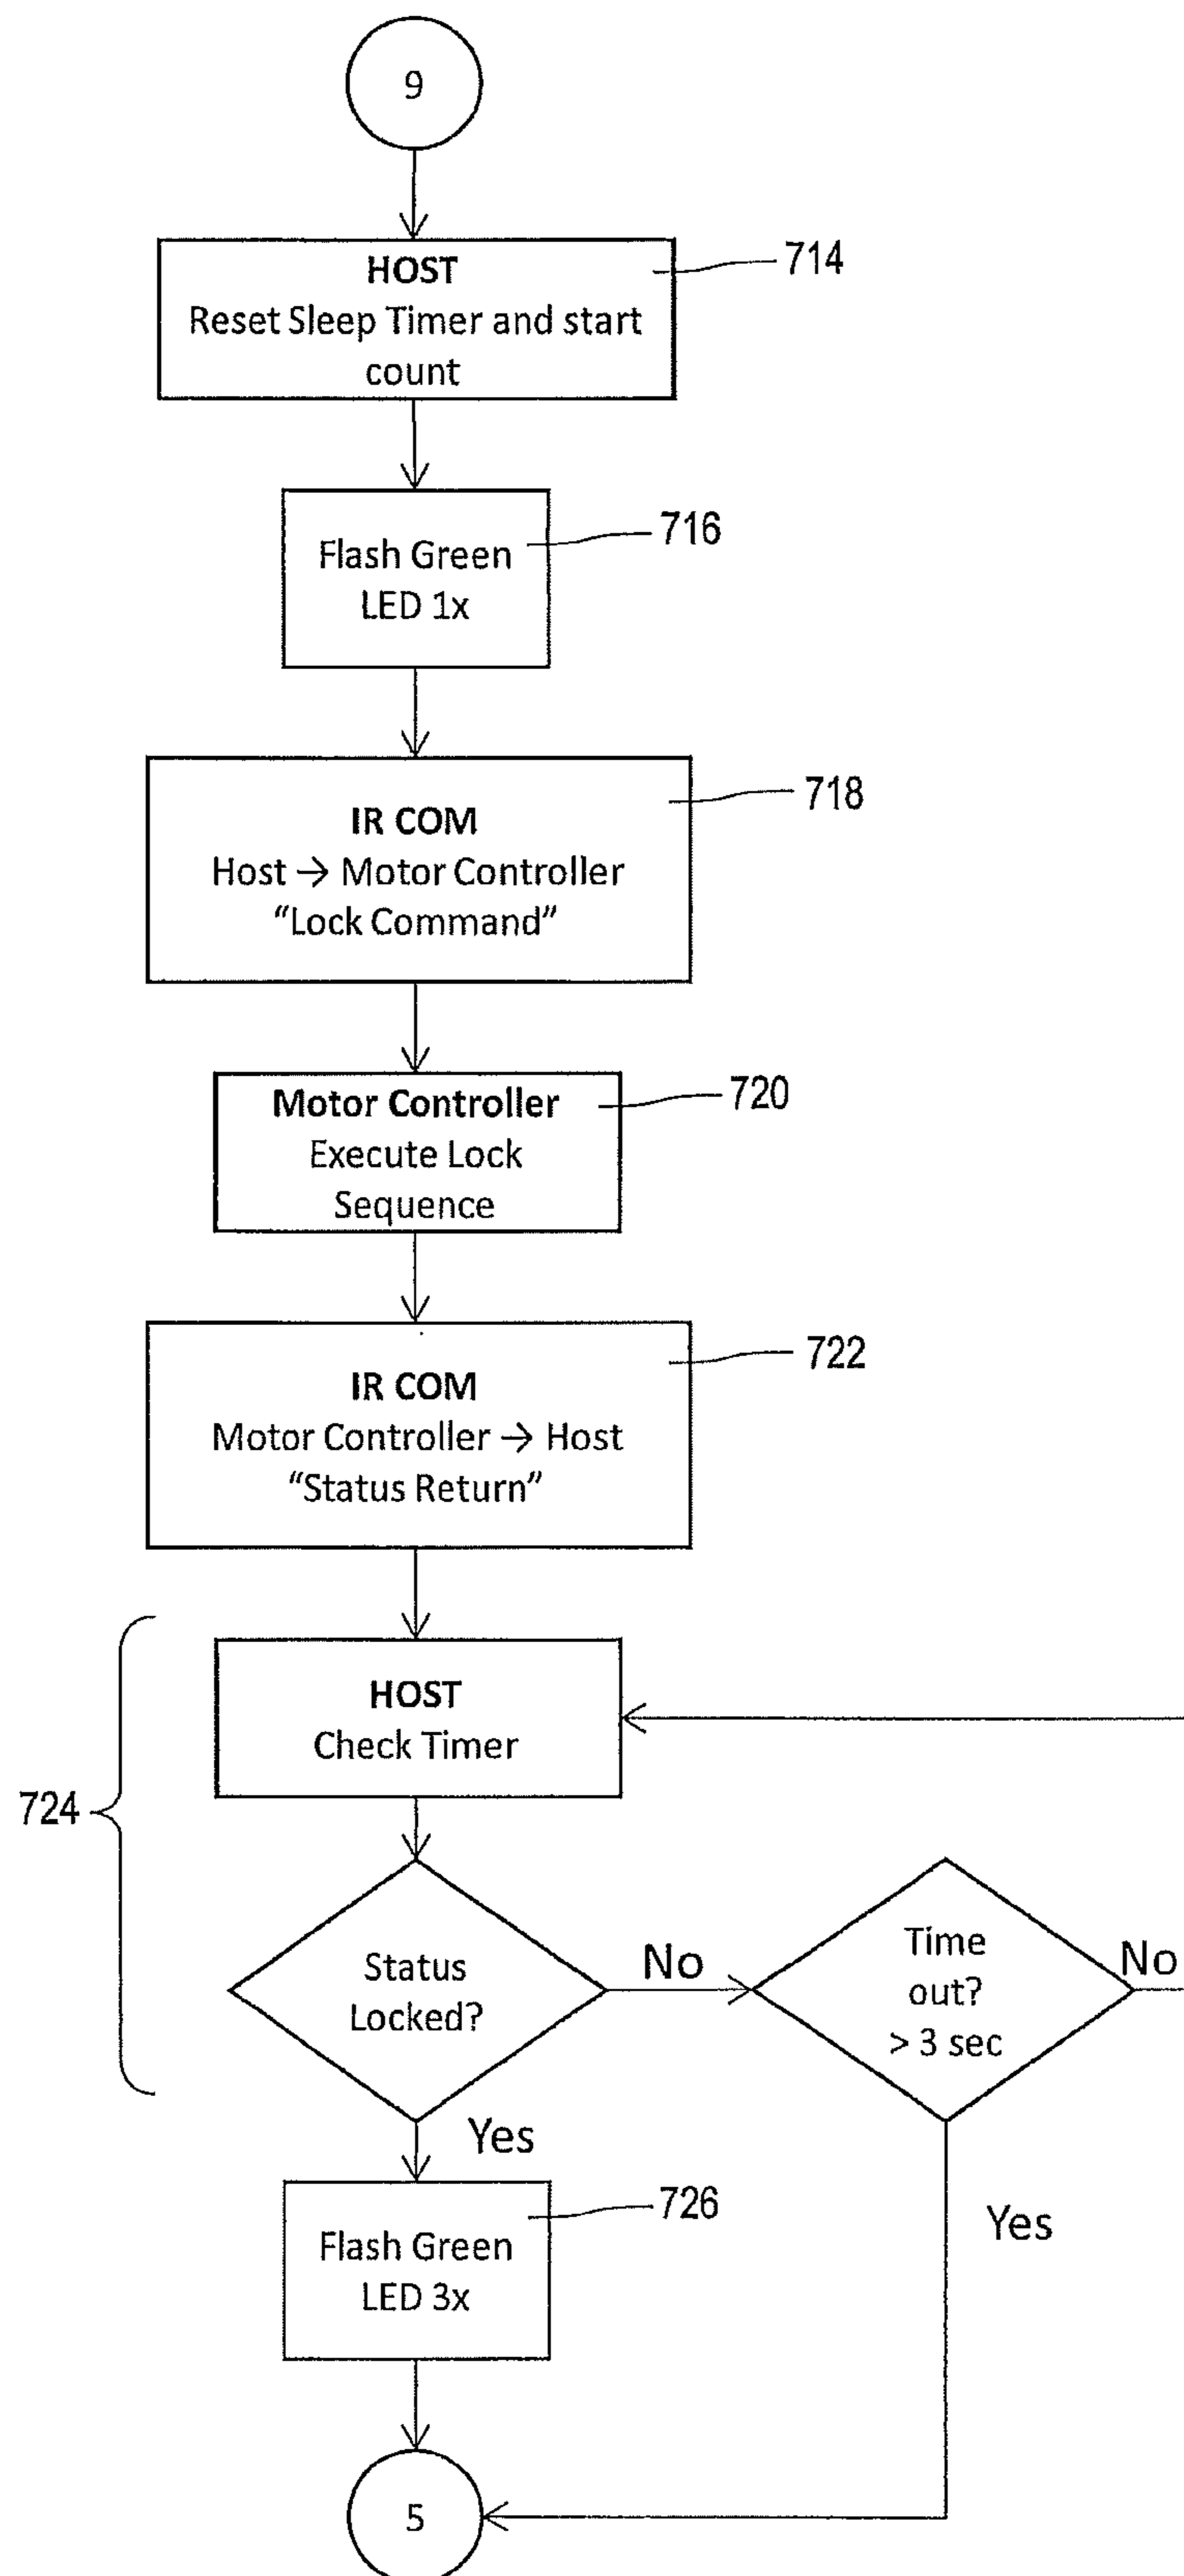 9
HOST
714
Reset Sleep Timer and start
count
Flash Green
716
LED 1x
IR COM
718
Host → Motor Controller
“Lock Command”
Motor Controller
720
Execute Lock
Sequence
IR COM
722
Motor Controller → Host
“Status Return”
HOST
Check Timer
724
Status
Locked?
No
Time
out?
> 3 sec
No
Yes
Yes
Flash Green
726
LED 3x
5